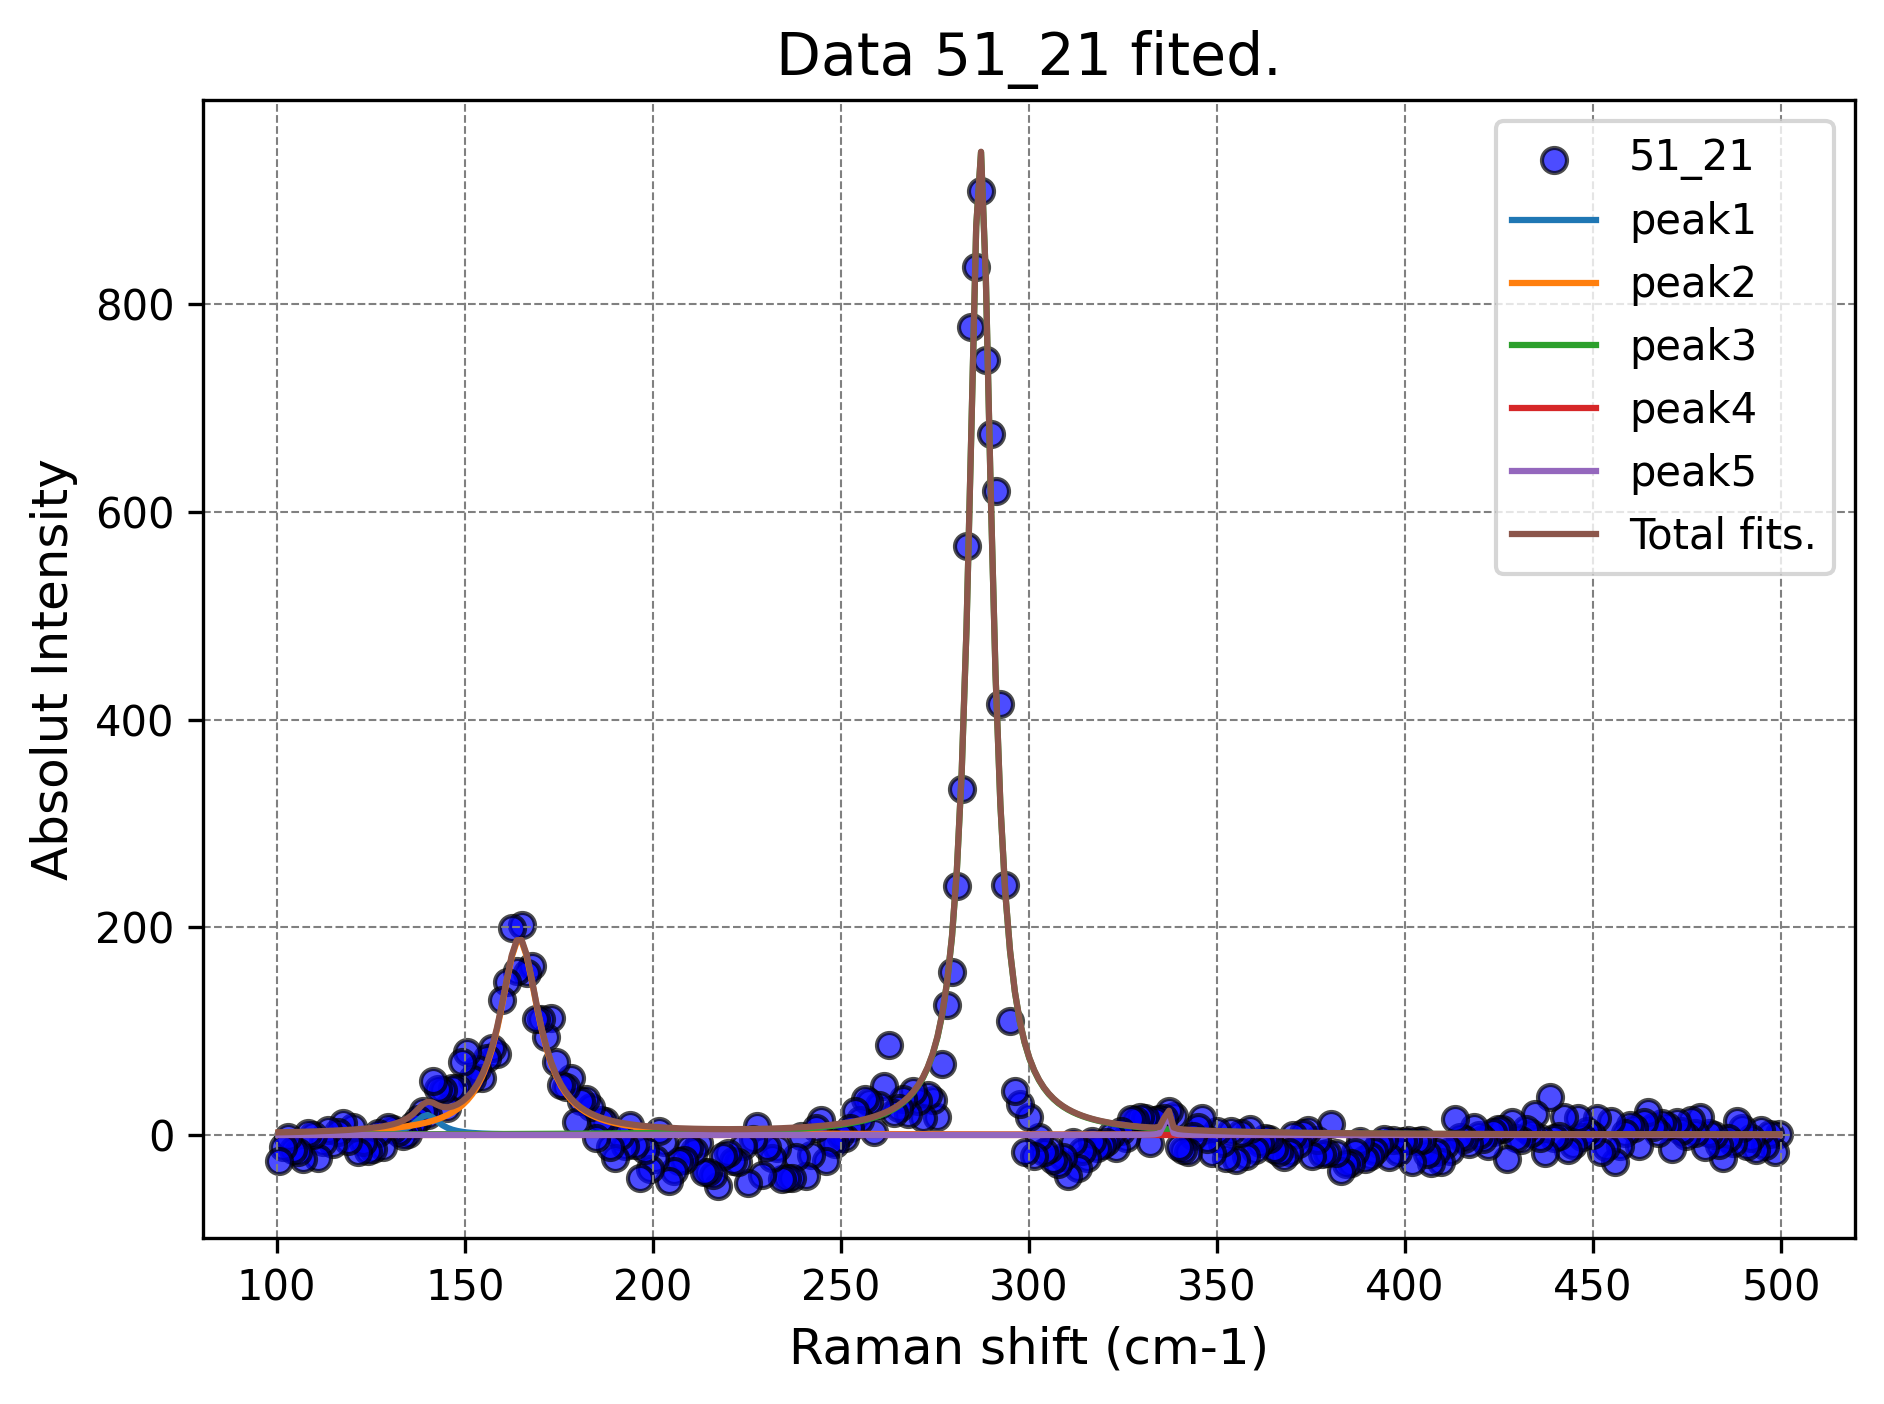 Data 51_21 fited.
51_21
peak1
peak2
peak3
peak4
peak5
Total fits.
Absolut Intensity
800
600
400
200
0
100 150 200 250 300 350 400 450 500
Raman shift (cm-1)